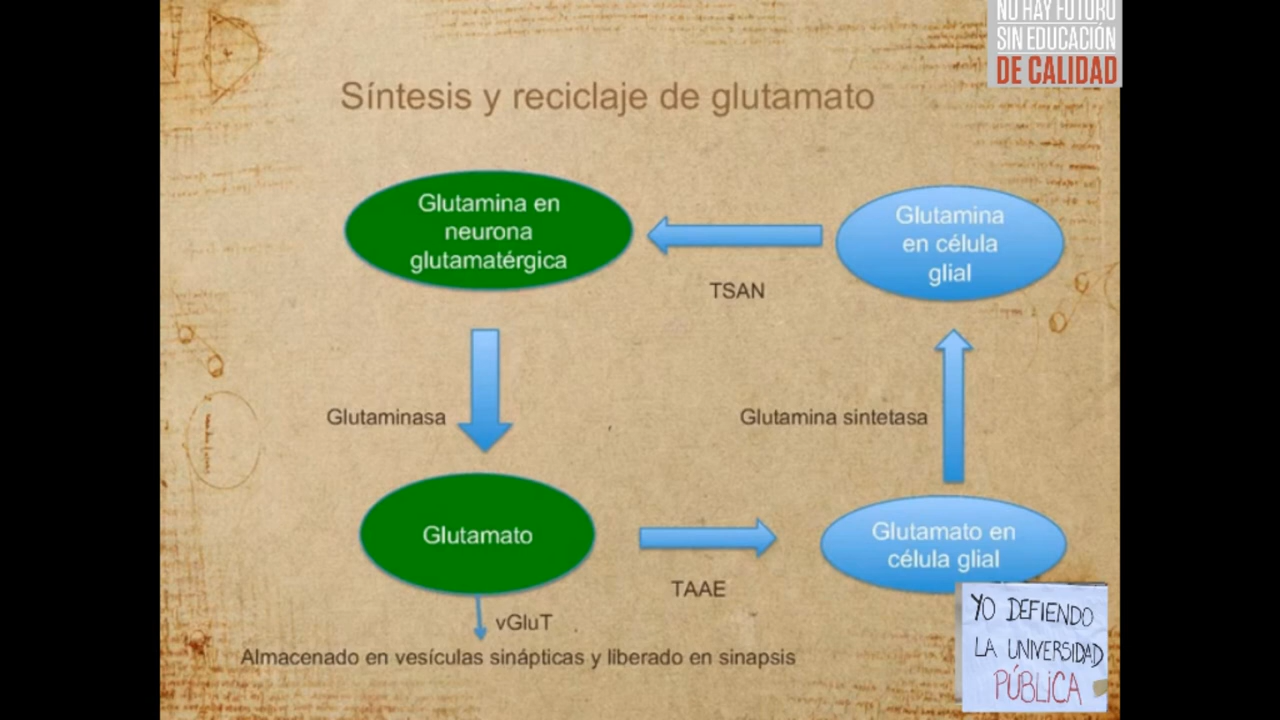 NO HAY FUTURO
SIN EDUCACIÓN
DE CALIDAD
Síntesis y reciclaje de glutamato
Glutamina en
neurona
glutamatérgica
Glutamina
en célula
glial
TSAN
Glutaminasa
Glutamina sintetasa
Glutamato
Glutamato en
célula glial
TAAE
vGluT
Almacenado en vesículas sinápticas y liberado en sinapsis
YO DEFIENDO
LA UNIVERSIDAD
PÚBLICA